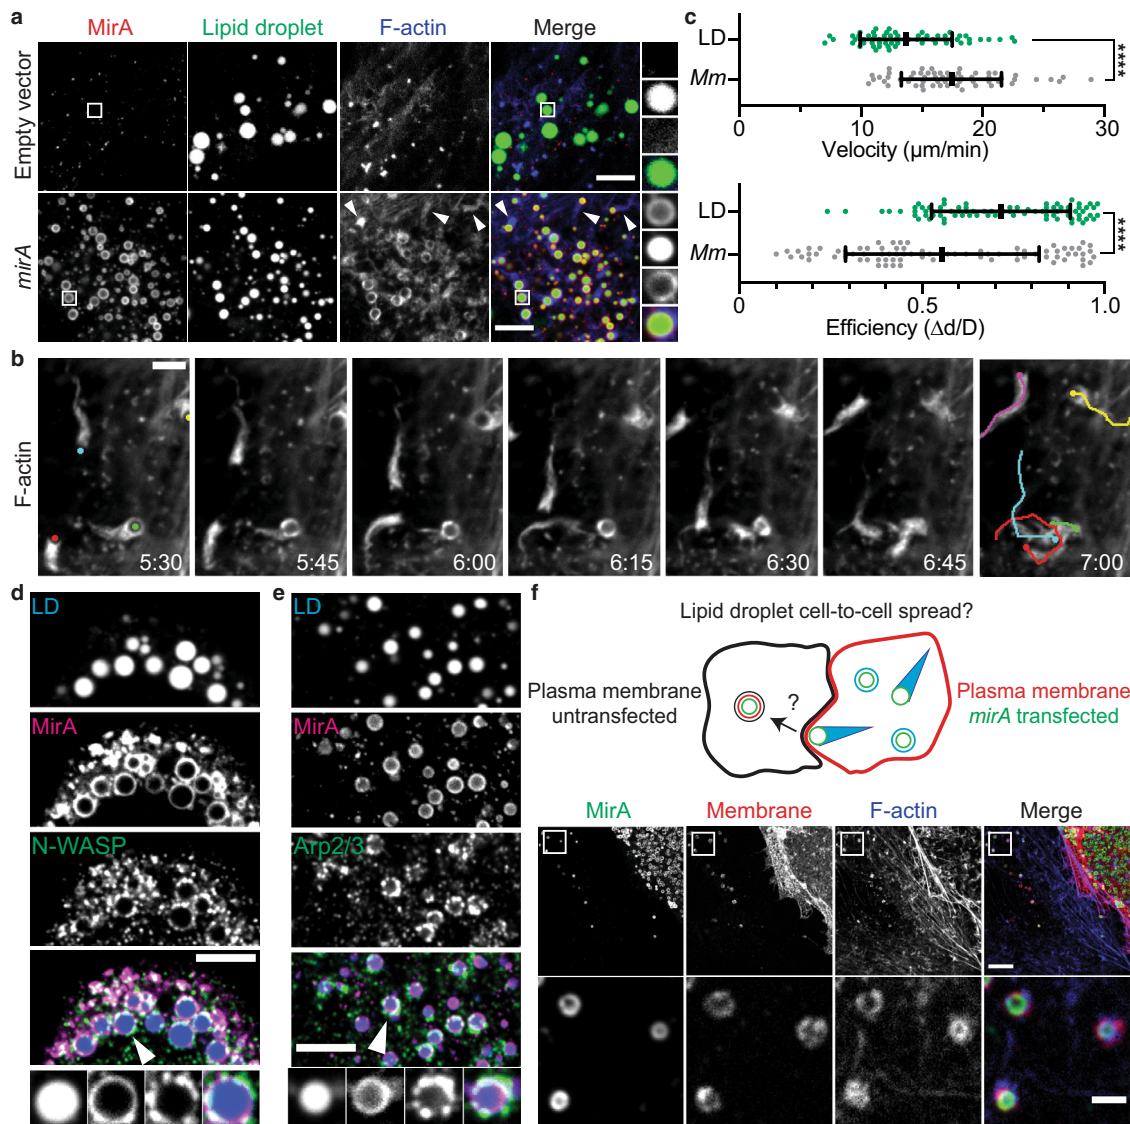 a
MirA
Lipid droplet
F-actin
Merge
Empty vector
mirA
c
LD
Mm
****
0
10
20
30
Velocity (µm/min)
LD
Mm
****
0
0.5
1.0
Efficiency (Δd/D)
b
F-actin
5:30
5:45
6:00
6:15
6:30
6:45
7:00
d
LD
MirA
N-WASP
e
LD
MirA
Arp2/3
f
Lipid droplet cell-to-cell spread?
Plasma membrane
untransfected
?
Plasma membrane
mirA transfected
MirA
Membrane
F-actin
Merge